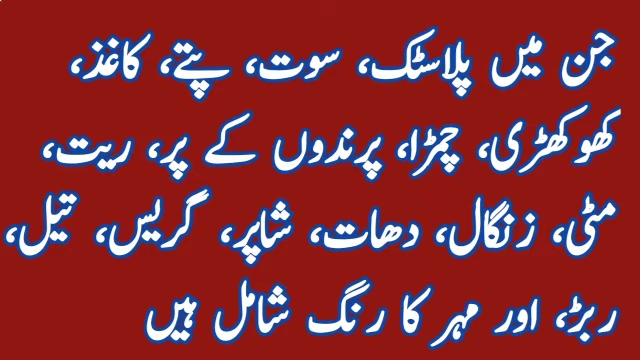 جن میں پلاسٹک، سوت، پتے، کاغذ،
کھوکھڑی، چمڑا، پرندوں کے پر، ریت،
مٹی، زنگال، دھات، شاپر، گریس، تیل،
ربڑ، اور مہر کا رنگ شامل ہیں